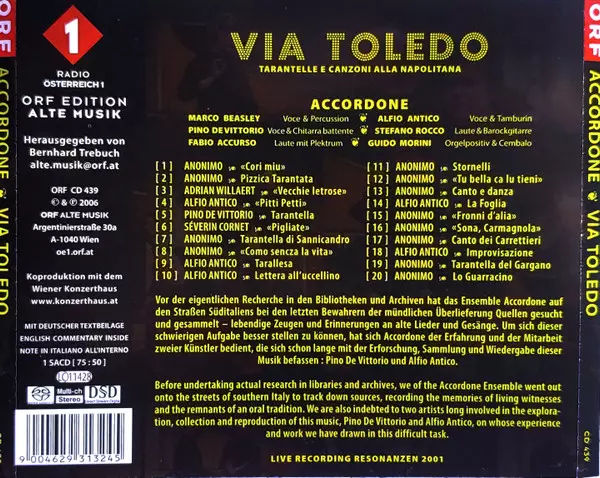 ORF
ACCORDONE ❦ VIA TOLEDO
1
RADIO
ÖSTERREICH 1
ORF EDITION
ALTE MUSIK
Herausgegeben von
Bernhard Trebuch
alte.musik@orf.at
ORF CD 439
℗ & © 2006
ORF ALTE MUSIK
Argentinierstraße 30a
A-1040 Wien
oe1.orf.at
Koproduktion mit dem
Wiener Konzerthaus
www.konzerthaus.at
MIT DEUTSCHER TEXTBEILAGE
ENGLISH COMMENTARY INSIDE
NOTE IN ITALIANO ALL'INTERNO
1 SACD [75:50]
LC11428
SACD Multi-ch Stereo DSD
9 004629 313245
VIA TOLEDO
TARANTELLE E CANZONI ALLA NAPOLITANA
ACCORDONE
MARCO BEASLEY Voce & Percussion ❦ ALFIO ANTICO Voce & Tamburin
PINO DE VITTORIO Voce & Chitarra battente ❦ STEFANO ROCCO Laute & Barockgitarre
FABIO ACCURSO Laute mit Plektrum ❦ GUIDO MORINI Orgelpositiv & Cembalo
[1] ANONIMO «Cori miu»
[2] ANONIMO Pizzica Tarantata
[3] ADRIAN WILLAERT «Vecchie letrose»
[4] ALFIO ANTICO «Pitti Petti»
[5] PINO DE VITTORIO Tarantella
[6] SÉVERIN CORNET «Pigliate»
[7] ANONIMO Tarantella di Sannicandro
[8] ANONIMO «Como sencza la vita»
[9] ALFIO ANTICO Tarallesa
[10] ALFIO ANTICO Lettera all'uccellino
[11] ANONIMO Stornelli
[12] ANONIMO «Tu bella ca lu tieni»
[13] ANONIMO Canto e danza
[14] ALFIO ANTICO La Foglia
[15] ANONIMO «Fronni d'alia»
[16] ANONIMO «Sona, Carmagnola»
[17] ANONIMO Canto dei Carrettieri
[18] ALFIO ANTICO Improvisazione
[19] ANONIMO Tarantella del Gargano
[20] ANONIMO Lo Guarracino
Vor der eigentlichen Recherche in den Bibliotheken und Archiven hat das Ensemble Accordone auf
den Straßen Süditaliens bei den letzten Bewahrern der mündlichen Überlieferung Quellen gesucht
und gesammelt – lebendige Zeugen und Erinnerungen an alte Lieder und Gesänge. Um sich dieser
schwierigen Aufgabe besser stellen zu können, hat sich Accordone der Erfahrung und der Mitarbeit
zweier Künstler bedient, die sich schon lange mit der Erforschung, Sammlung und Wiedergabe dieser
Musik befassen : Pino De Vittorio und Alfio Antico.
Before undertaking actual research in libraries and archives, we of the Accordone Ensemble went out
onto the streets of southern Italy to track down sources, recording the memories of living witnesses
and the remnants of an oral tradition. We are also indebted to two artists long involved in the explora-
tion, collection and reproduction of this music, Pino De Vittorio and Alfio Antico, on whose experience
and work we have drawn in this difficult task.
LIVE RECORDING RESONANZEN 2001
ORF
ACCORDONE ❦ VIA TOLEDO
CD 439